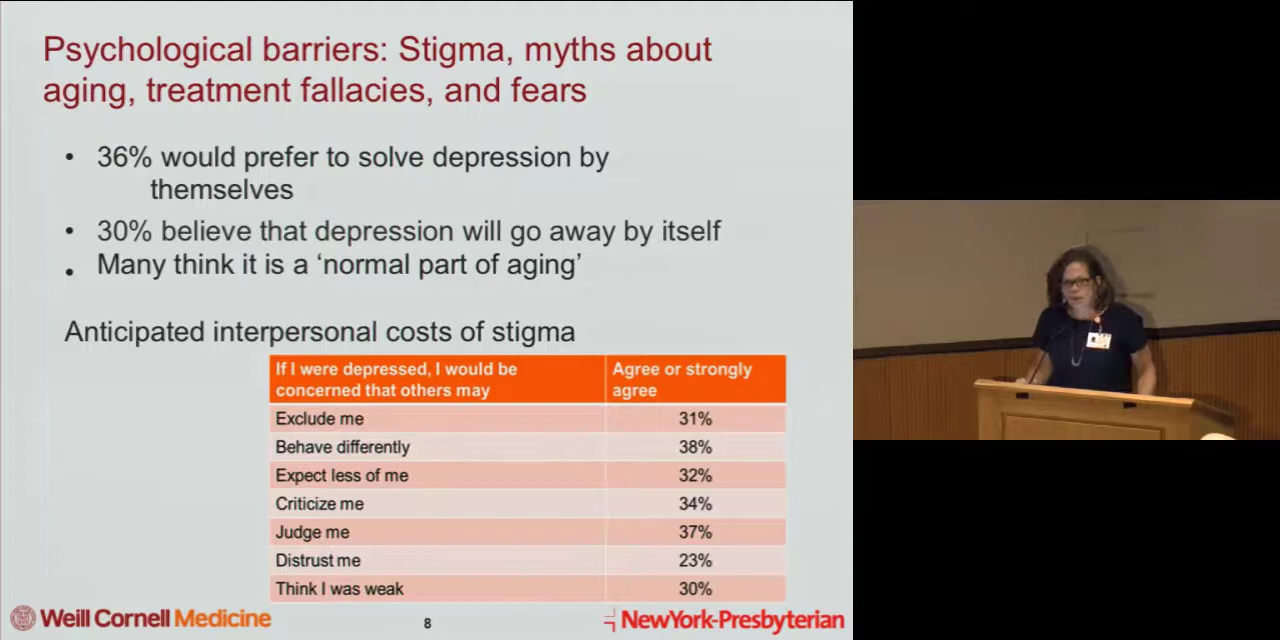 Psychological barriers: Stigma, myths about
aging, treatment fallacies, and fears
• 36% would prefer to solve depression by
themselves
• 30% believe that depression will go away by itself
• Many think it is a ‘normal part of aging’
Anticipated interpersonal costs of stigma
If I were depressed, I would be
concerned that others may
Agree or strongly
agree
Exclude me 31%
Behave differently 38%
Expect less of me 32%
Criticize me 34%
Judge me 37%
Distrust me 23%
Think I was weak 30%
Weill Cornell Medicine
8
NewYork-Presbyterian